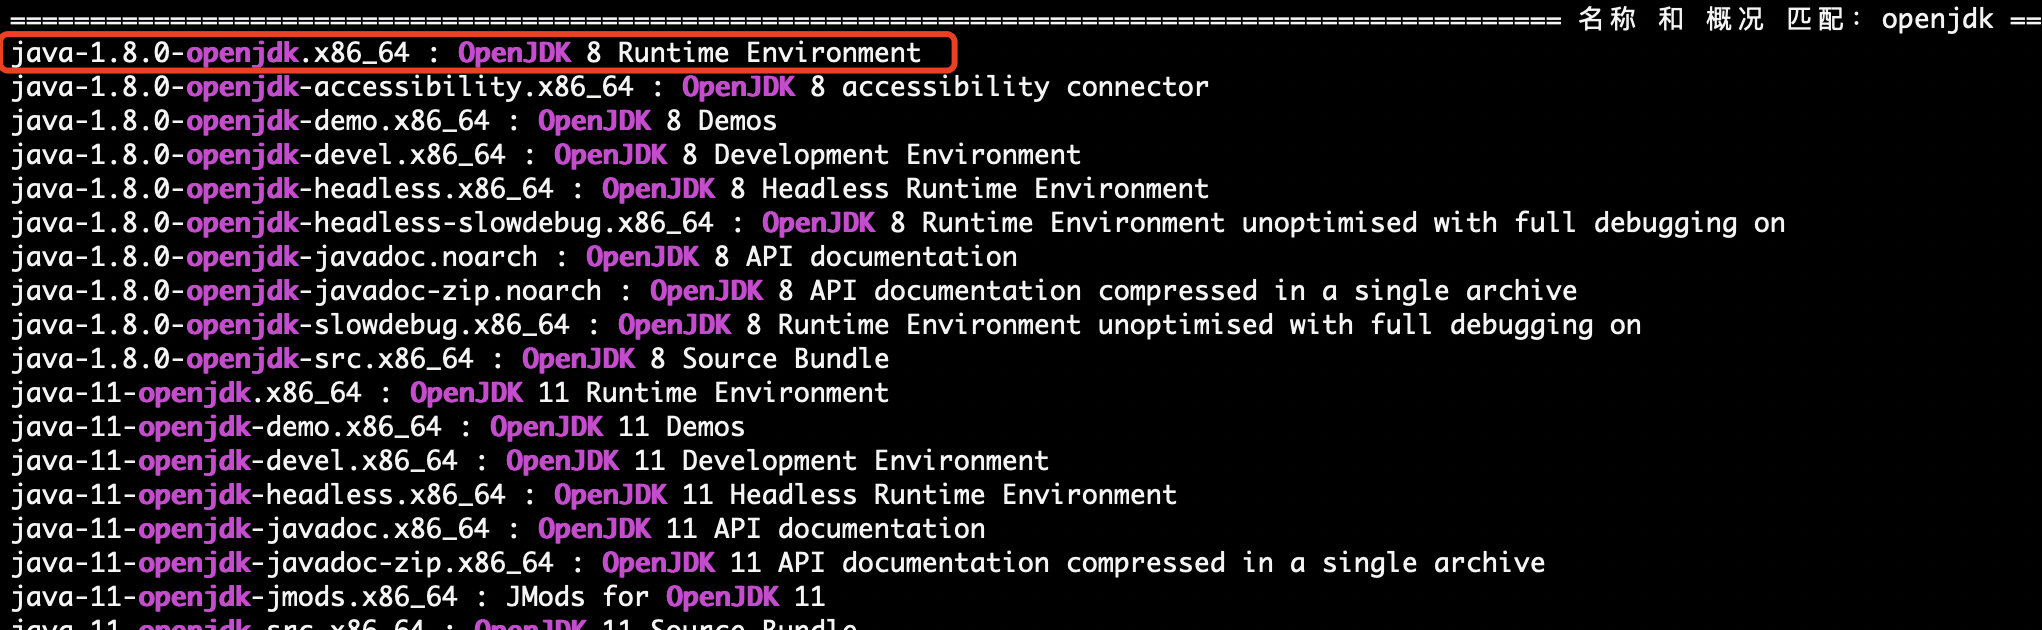 ================================================================================================= 名称 和 概况 匹配：openjdk ==
java-1.8.0-openjdk.x86_64 : OpenJDK 8 Runtime Environment
java-1.8.0-openjdk-accessibility.x86_64 : OpenJDK 8 accessibility connector
java-1.8.0-openjdk-demo.x86_64 : OpenJDK 8 Demos
java-1.8.0-openjdk-devel.x86_64 : OpenJDK 8 Development Environment
java-1.8.0-openjdk-headless.x86_64 : OpenJDK 8 Headless Runtime Environment
java-1.8.0-openjdk-headless-slowdebug.x86_64 : OpenJDK 8 Runtime Environment unoptimised with full debugging on
java-1.8.0-openjdk-javadoc.noarch : OpenJDK 8 API documentation
java-1.8.0-openjdk-javadoc-zip.noarch : OpenJDK 8 API documentation compressed in a single archive
java-1.8.0-openjdk-slowdebug.x86_64 : OpenJDK 8 Runtime Environment unoptimised with full debugging on
java-1.8.0-openjdk-src.x86_64 : OpenJDK 8 Source Bundle
java-11-openjdk.x86_64 : OpenJDK 11 Runtime Environment
java-11-openjdk-demo.x86_64 : OpenJDK 11 Demos
java-11-openjdk-devel.x86_64 : OpenJDK 11 Development Environment
java-11-openjdk-headless.x86_64 : OpenJDK 11 Headless Runtime Environment
java-11-openjdk-javadoc.x86_64 : OpenJDK 11 API documentation
java-11-openjdk-javadoc-zip.x86_64 : OpenJDK 11 API documentation compressed in a single archive
java-11-openjdk-jmods.x86_64 : JMods for OpenJDK 11
java-11-openjdk-src.x86_64 : OpenJDK 11 Source Bundle